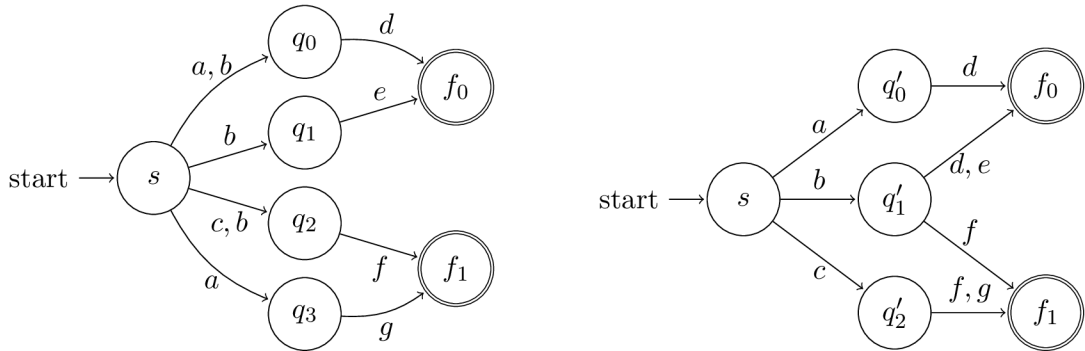 start
s
a, b
b
c, b
a
q₀
q₁
q₂
q₃
d
e
f
g
f₀
f₁
start
s
a
b
c
q′₀
q′₁
q′₂
d
d, e
f
f, g
f₀
f₁